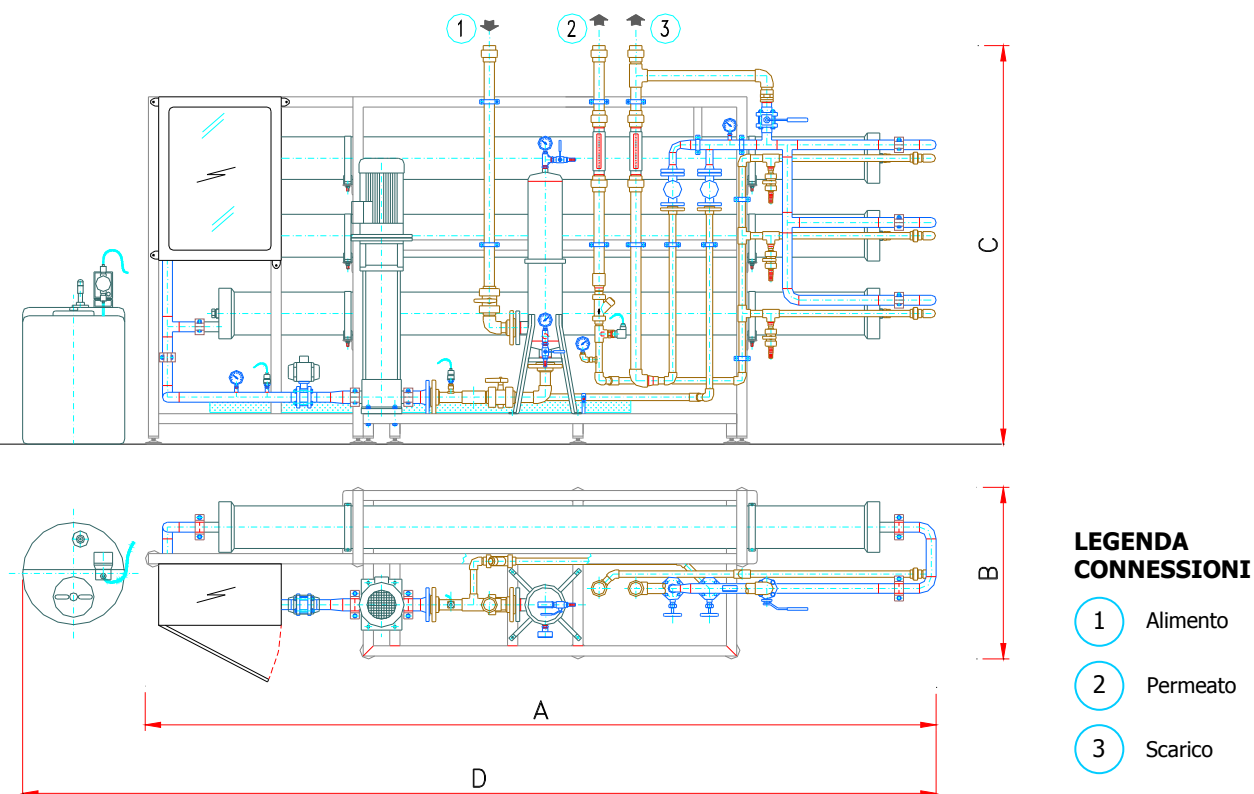 1
2
3
C
B
A
D
LEGENDA
CONNESSIONI
1 Alimento
2 Permeato
3 Scarico